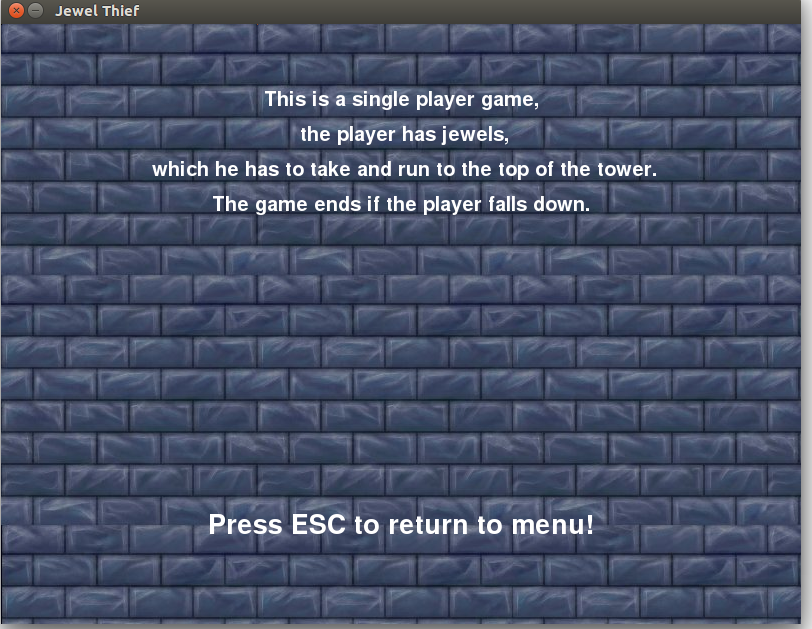 Jewel Thief
This is a single player game,
the player has jewels,
which he has to take and run to the top of the tower.
The game ends if the player falls down.
Press ESC to return to menu!